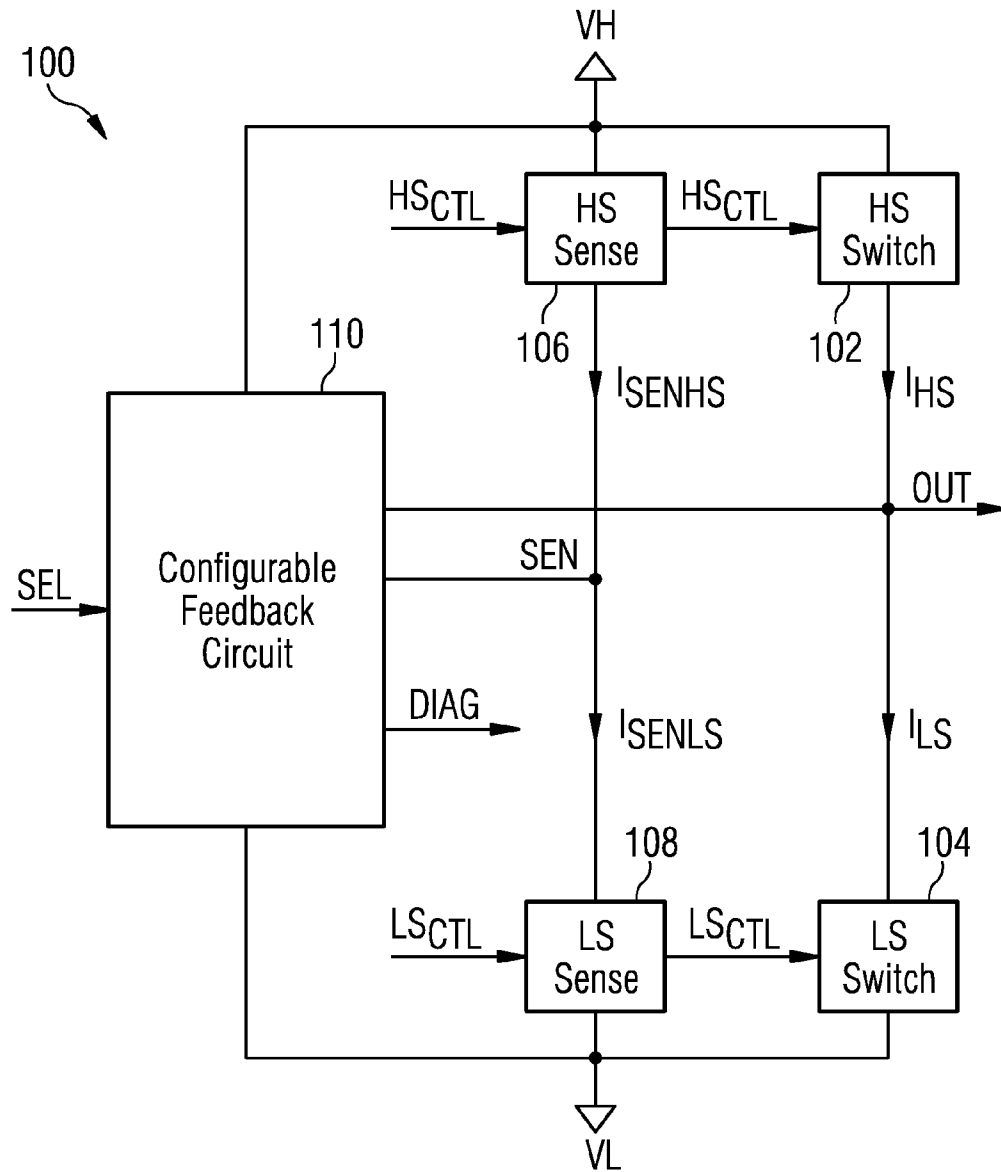 VH
100
HSCTL
HS
Sense
HSCTL
HS
Switch
106
102
110
ISENHS
IHS
OUT
SEN
SEL
Configurable
Feedback
Circuit
DIAG
ISENLS
ILS
108
104
LSCTL
LS
Sense
LSCTL
LS
Switch
VL